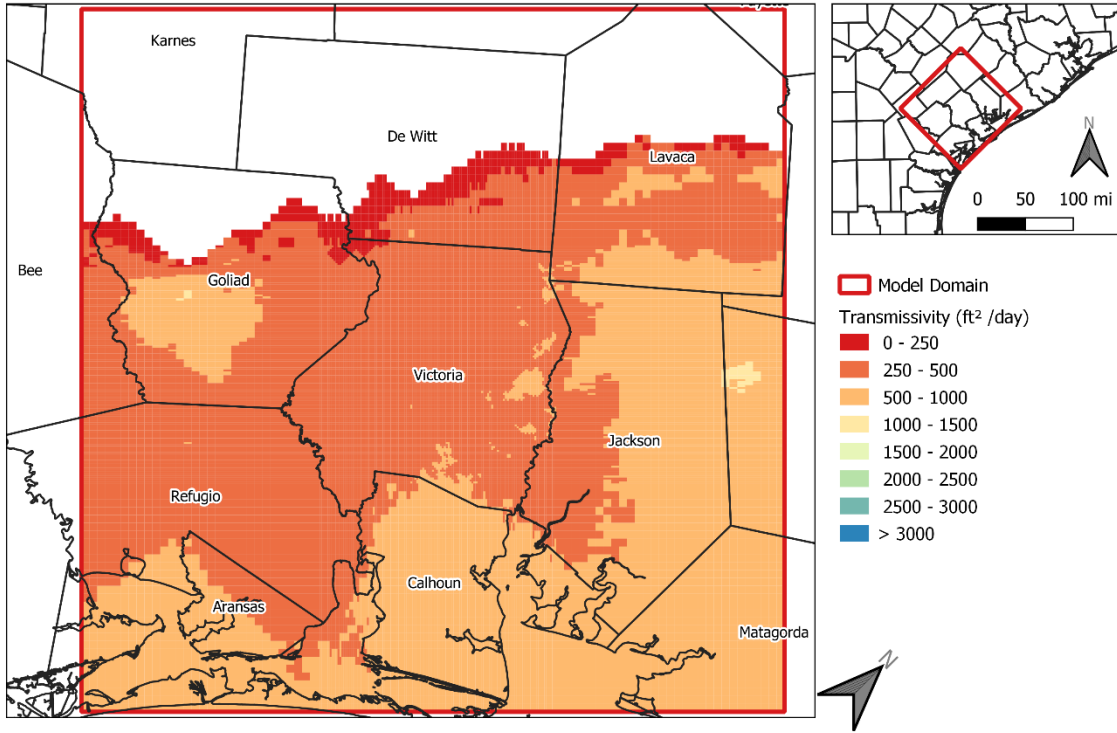 Karnes
De Witt
Lavaca
Bee
Goliad
Victoria
Jackson
Refugio
Calhoun
Aransas
Matagorda
N
0 50 100 mi
Model Domain
Transmissivity (ft² /day)
0 - 250
250 - 500
500 - 1000
1000 - 1500
1500 - 2000
2000 - 2500
2500 - 3000
> 3000
N